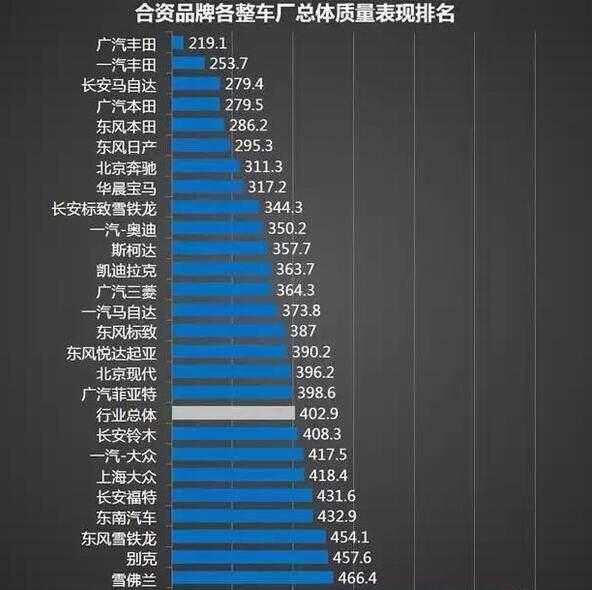 合资品牌各整车厂总体质量表现排名
广汽丰田 219.1
一汽丰田 253.7
长安马自达 279.4
广汽本田 279.5
东风本田 286.2
东风日产 295.3
北京奔驰 311.3
华晨宝马 317.2
长安标致雪铁龙 344.3
一汽-奥迪 350.2
斯柯达 357.7
凯迪拉克 363.7
广汽三菱 364.3
一汽马自达 373.8
东风标致 387
东风悦达起亚 390.2
北京现代 396.2
广汽菲亚特 398.6
行业总体 402.9
长安铃木 408.3
一汽-大众 417.5
上海大众 418.4
长安福特 431.6
东南汽车 432.9
东风雪铁龙 454.1
别克 457.6
雪佛兰 466.4